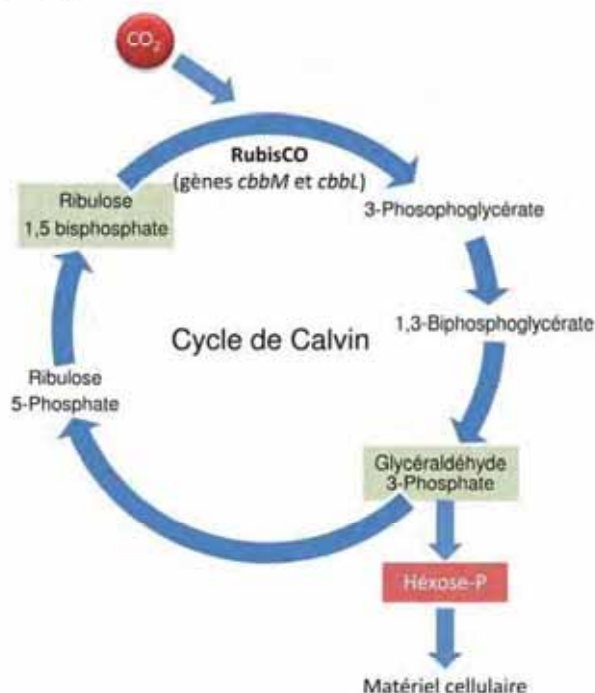 CO2
RubisCO
(gènes cbbM et cbbL)
Ribulose
1,5 bisphosphate
3-Phosophoglycérate
1,3-Biphosphoglycérate
Cycle de Calvin
Ribulose
5-Phosphate
Glycéraldéhyde
3-Phosphate
Héxose-P
Matériel cellulaire